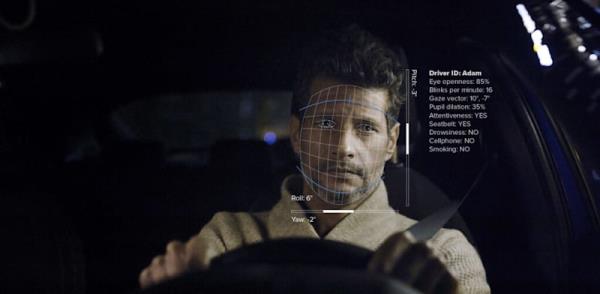 Pitch: -3°
Driver ID: Adam
Eye openness: 85%
Blinks per minute: 16
Gaze vector: 10°, -7°
Pupil dilation: 35%
Attentiveness: YES
Seatbelt: YES
Drowsiness: NO
Cellphone: NO
Smoking: NO
Roll: 6°
Yaw: -2°